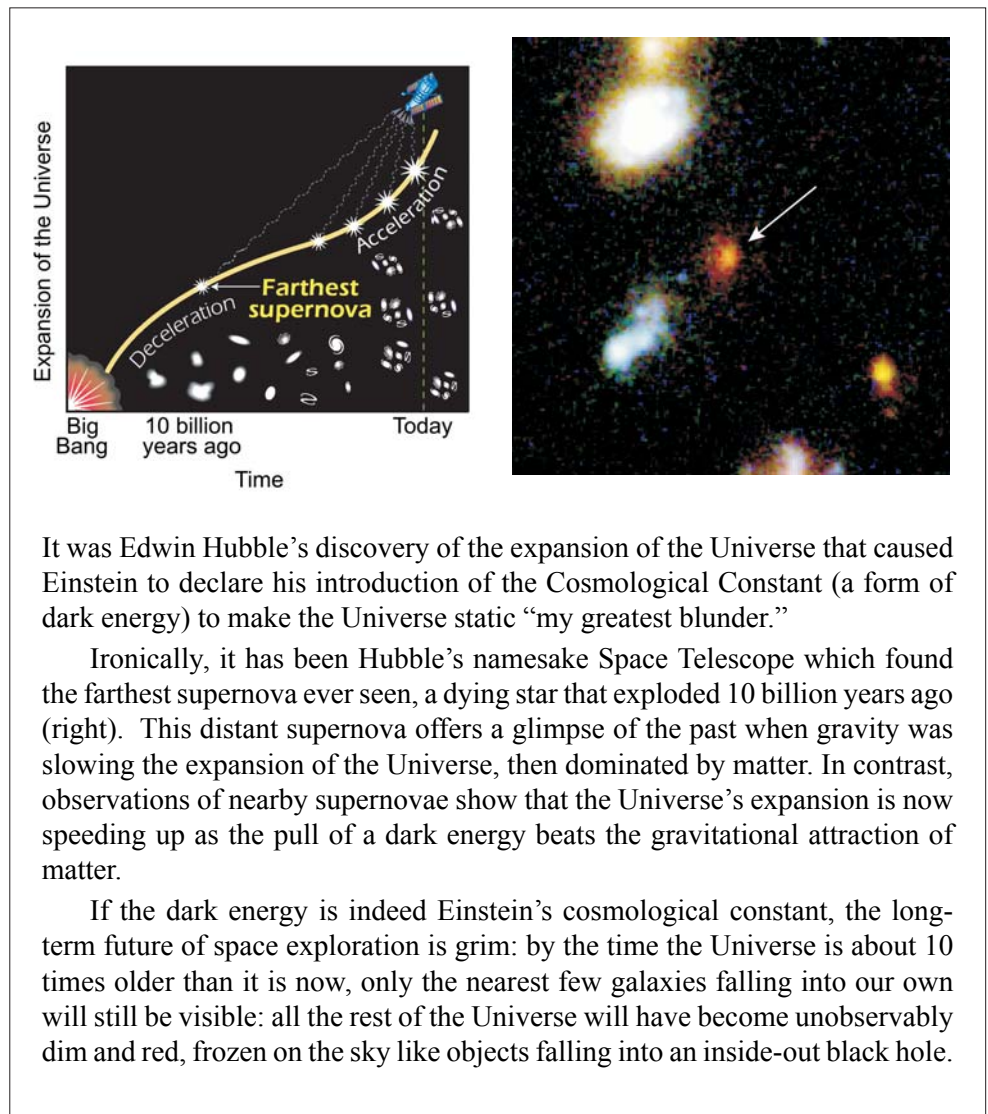 Expansion of the Universe
Deceleration
Acceleration
Farthest
supernova
Big
Bang
10 billion
years ago
Today
Time
It was Edwin Hubble’s discovery of the expansion of the Universe that caused
Einstein to declare his introduction of the Cosmological Constant (a form of
dark energy) to make the Universe static “my greatest blunder.”
Ironically, it has been Hubble’s namesake Space Telescope which found
the farthest supernova ever seen, a dying star that exploded 10 billion years ago
(right). This distant supernova offers a glimpse of the past when gravity was
slowing the expansion of the Universe, then dominated by matter. In contrast,
observations of nearby supernovae show that the Universe’s expansion is now
speeding up as the pull of a dark energy beats the gravitational attraction of
matter.
If the dark energy is indeed Einstein’s cosmological constant, the long-
term future of space exploration is grim: by the time the Universe is about 10
times older than it is now, only the nearest few galaxies falling into our own
will still be visible: all the rest of the Universe will have become unobservably
dim and red, frozen on the sky like objects falling into an inside-out black hole.